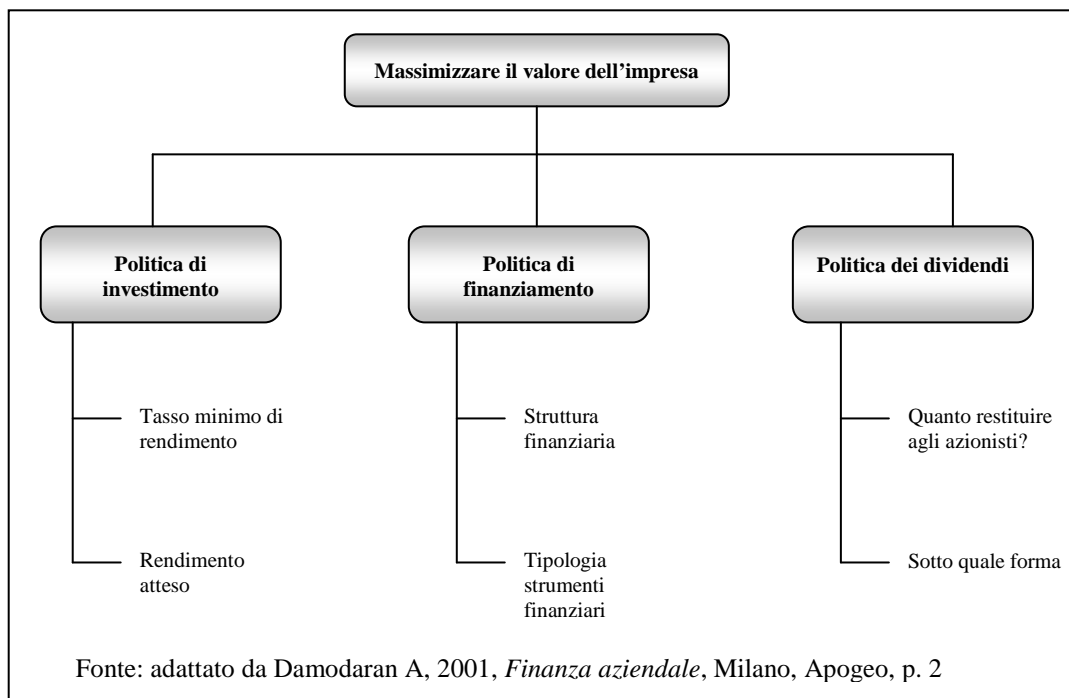 Massimizzare il valore dell’impresa
Politica di
investimento
Politica di
finanziamento
Politica dei dividendi
Tasso minimo di
rendimento
Struttura
finanziaria
Quanto restituire
agli azionisti?
Rendimento
atteso
Tipologia
strumenti
finanziari
Sotto quale forma
Fonte: adattato da Damodaran A, 2001, Finanza aziendale, Milano, Apogeo, p. 2